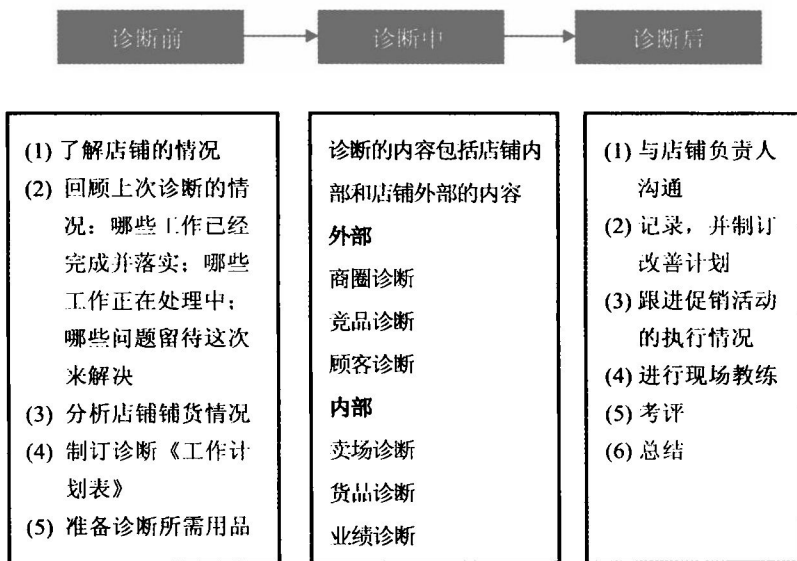 诊断前
诊断中
诊断后
(1) 了解店铺的情况
(2) 回顾上次诊断的情
况：哪些工作已经
完成并落实；哪些
工作正在处理中；
哪些问题留待这次
来解决
(3) 分析店铺铺货情况
(4) 制订诊断《工作计
划表》
(5) 准备诊断所需用品
诊断的内容包括店铺内
部和店铺外部的内容
外部
商圈诊断
竞品诊断
顾客诊断
内部
卖场诊断
货品诊断
业绩诊断
(1) 与店铺负责人
沟通
(2) 记录，并制订
改善计划
(3) 跟进促销活动
的执行情况
(4) 进行现场教练
(5) 考评
(6) 总结